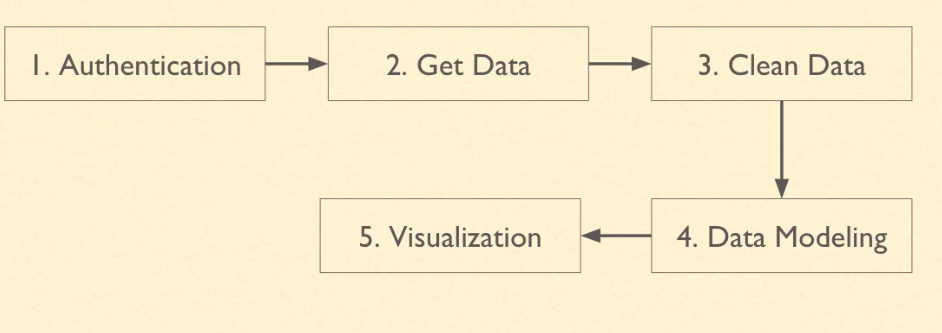 1. Authentication
2. Get Data
3. Clean Data
4. Data Modeling
5. Visualization